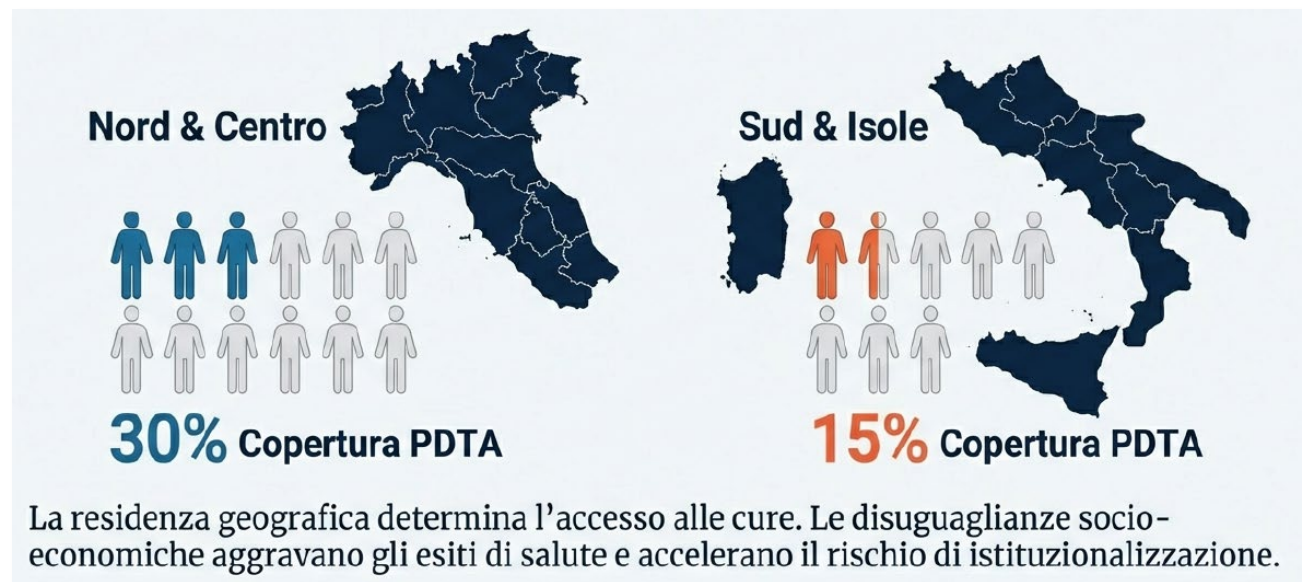 Nord & Centro
30% Copertura PDTA
Sud & Isole
15% Copertura PDTA
La residenza geografica determina l’accesso alle cure. Le disuguaglianze socio-
economiche aggravano gli esiti di salute e accelerano il rischio di istituzionalizzazione.